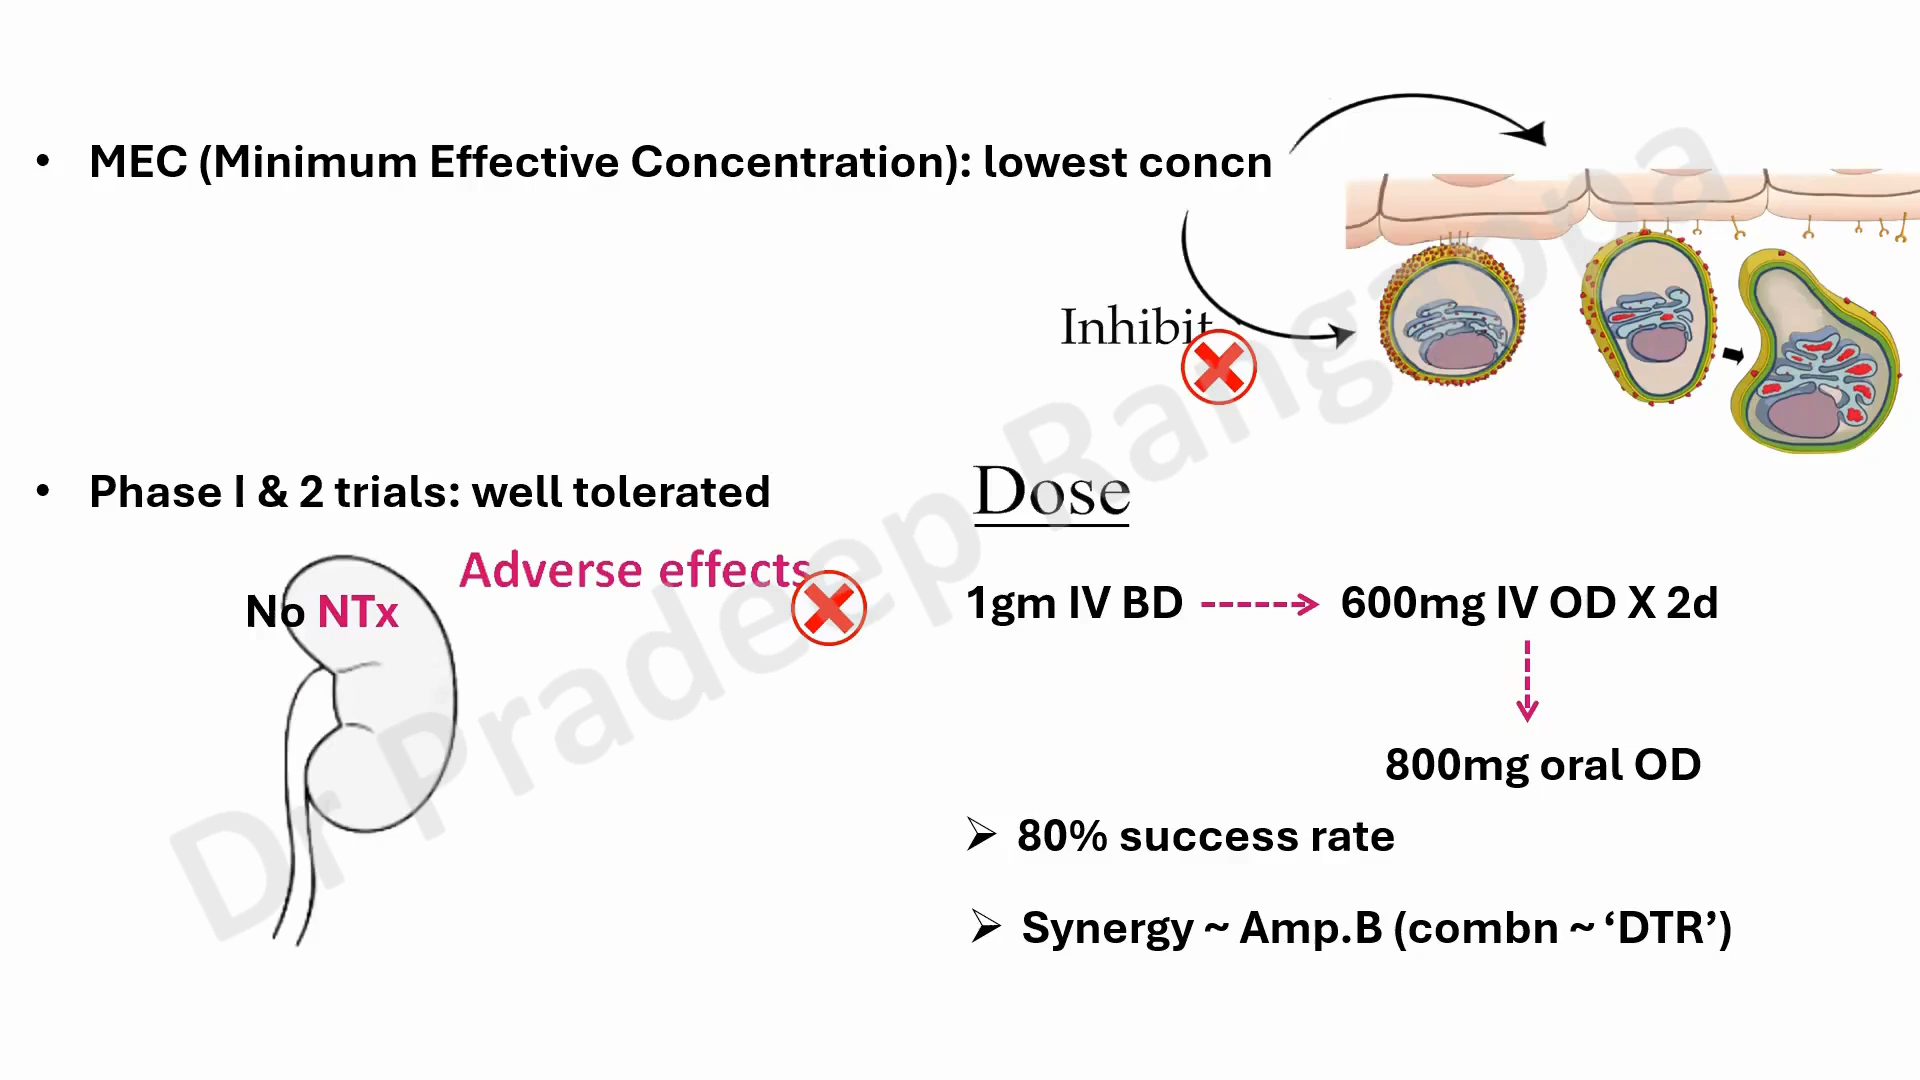 • MEC (Minimum Effective Concentration): lowest concn
Inhibit
• Phase I & 2 trials: well tolerated
Adverse effects
No NTx
Dose
1gm IV BD
600mg IV OD X 2d
800mg oral OD
➢ 80% success rate
➢ Synergy ~ Amp.B (combn ~ ‘DTR’)
Dr Pradeep Rangappa